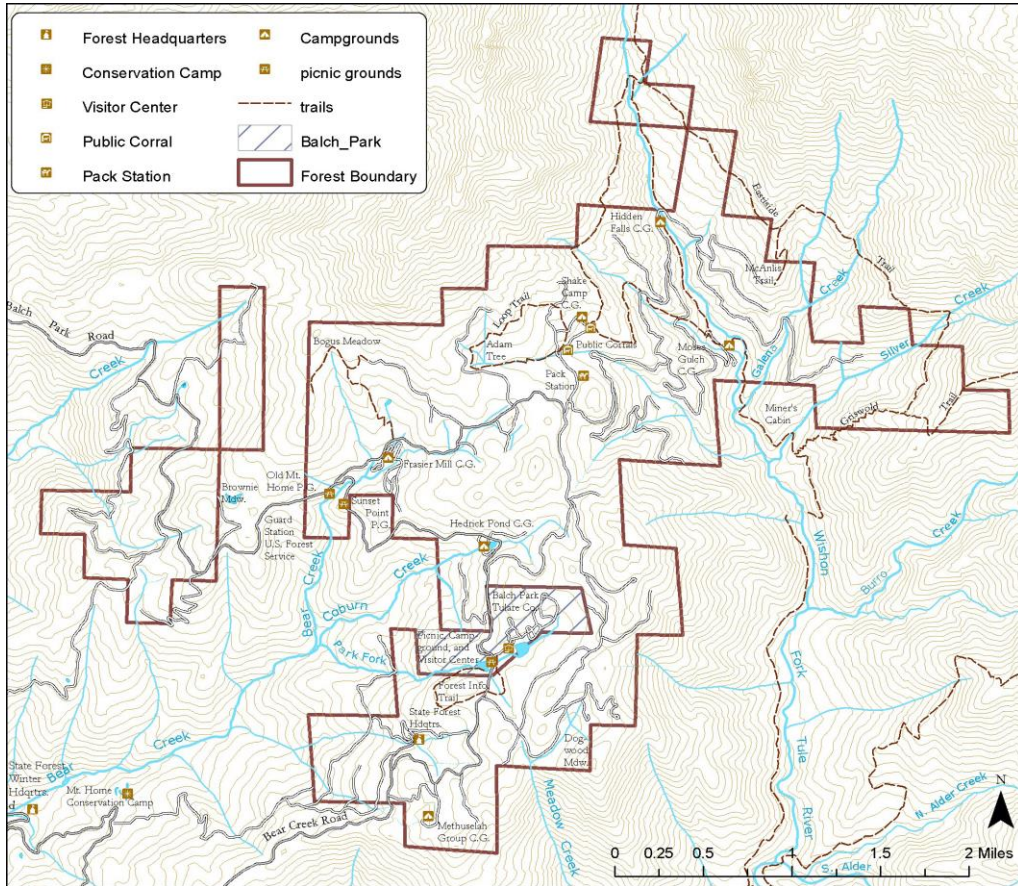 Forest Headquarters
Campgrounds
Conservation Camp
picnic grounds
Visitor Center
trails
Public Corral
Balch_Park
Pack Station
Forest Boundary
Hidden
Falls C.G.
Eastside
Trail
McAnlis
Trail
Creek
Creek
Balch Park Road
Creek
Shake
Camp
C.G.
Loop Trail
Adam
Tree
Public Corrals
Pack
Station
Moses
Gulch
C.G.
Galena
Silver
Bogus Meadow
Miner's
Cabin
Griswold
Trail
Frasier Mill C.G.
Old Mt.
Home P.G.
Brownie
Mdw.
Sunset
Point
P.G.
Guard
Station
U.S. Forest
Service
Hedrick Pond C.G.
Creek
Coburn
Bear Creek
Wishon
Fork
Tule
River
Burro
Creek
Balch Park
Tulare Co.
Picnic, Camp
ground, and
Visitor Center
Park Fork
Forest Info
Trail
State Forest
Hdqtrs.
Dog-
wood
Mdw.
Bear Creek
State Forest
Winter
Hdqrtrs.
d
Mt. Home
Conservation Camp
Bear Creek Road
Methuselah
Group C.G.
Meadow Creek
N. Alder Creek
S. Alder
N
0 0.25 0.5 1 1.5 2 Miles